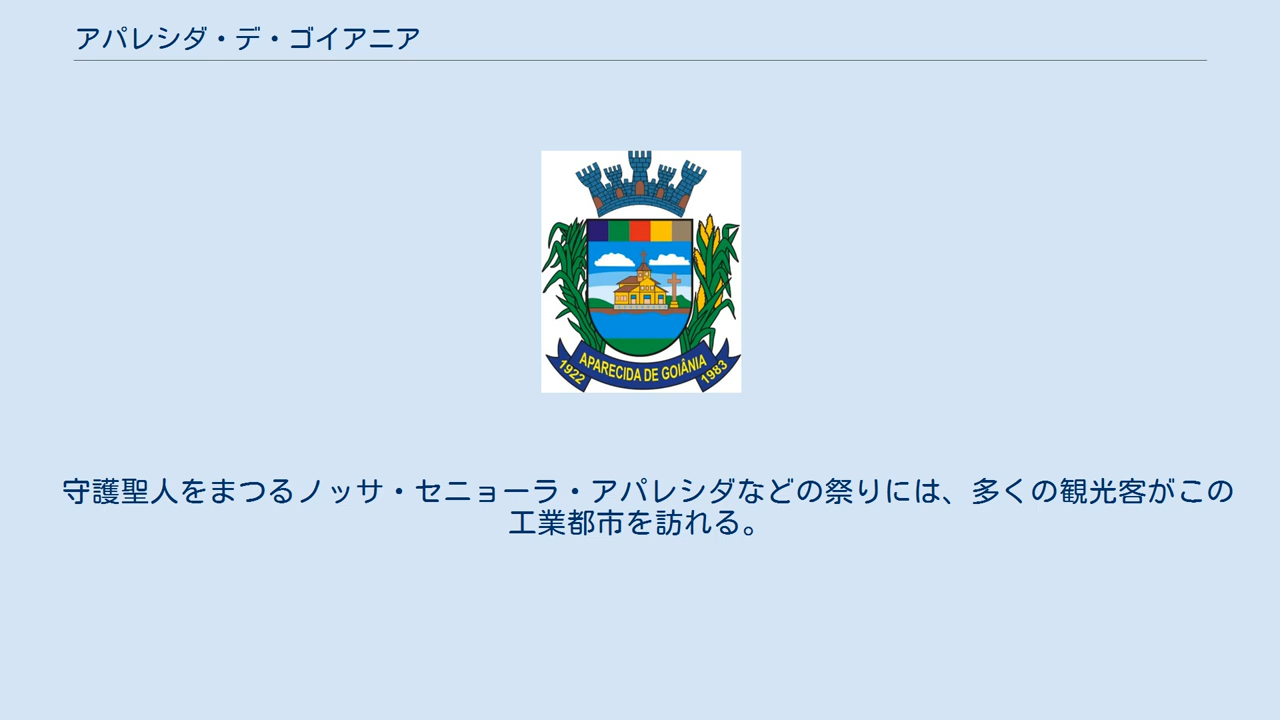 アパレシダ・デ・ゴイアニア
APARECIDA DE GOIÂNIA
1922
1983
守護聖人をまつるノッサ・セニョーラ・アパレシダなどの祭りには、多くの観光客がこの
工業都市を訪れる。